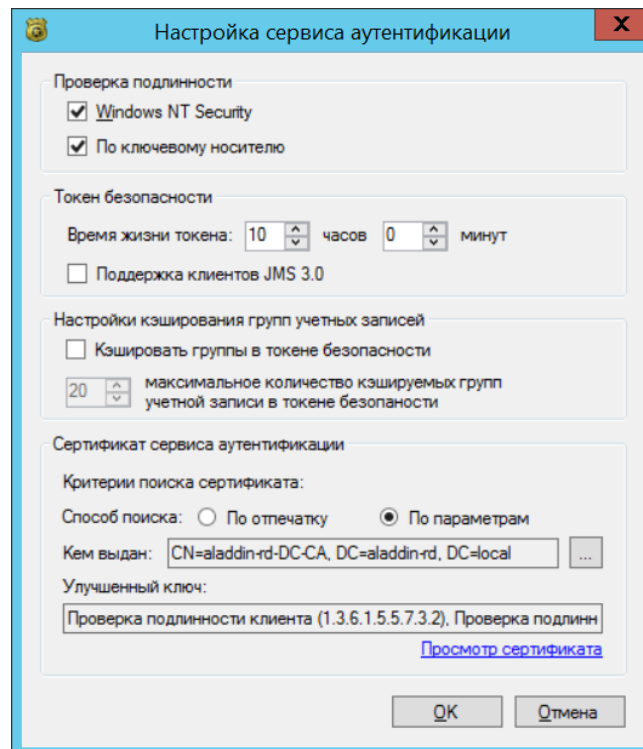 Настройка сервиса аутентификации
Проверка подлинности
Windows NT Security
По ключевому носителю
Токен безопасности
Время жизни токена: 10 часов 0 минут
Поддержка клиентов JMS 3.0
Настройки кэширования групп учетных записей
Кэшировать группы в токене безопасности
20 максимальное количество кэшируемых групп
учетной записи в токене безопаности
Сертификат сервиса аутентификации
Критерии поиска сертификата:
Способ поиска: По отпечатку По параметрам
Кем выдан: CN=aladdin-rd-DC-CA, DC=aladdin-rd, DC=local ...
Улучшенный ключ:
Проверка подлинности клиента (1.3.6.1.5.5.7.3.2), Проверка подлинн
Просмотр сертификата
OK Отмена